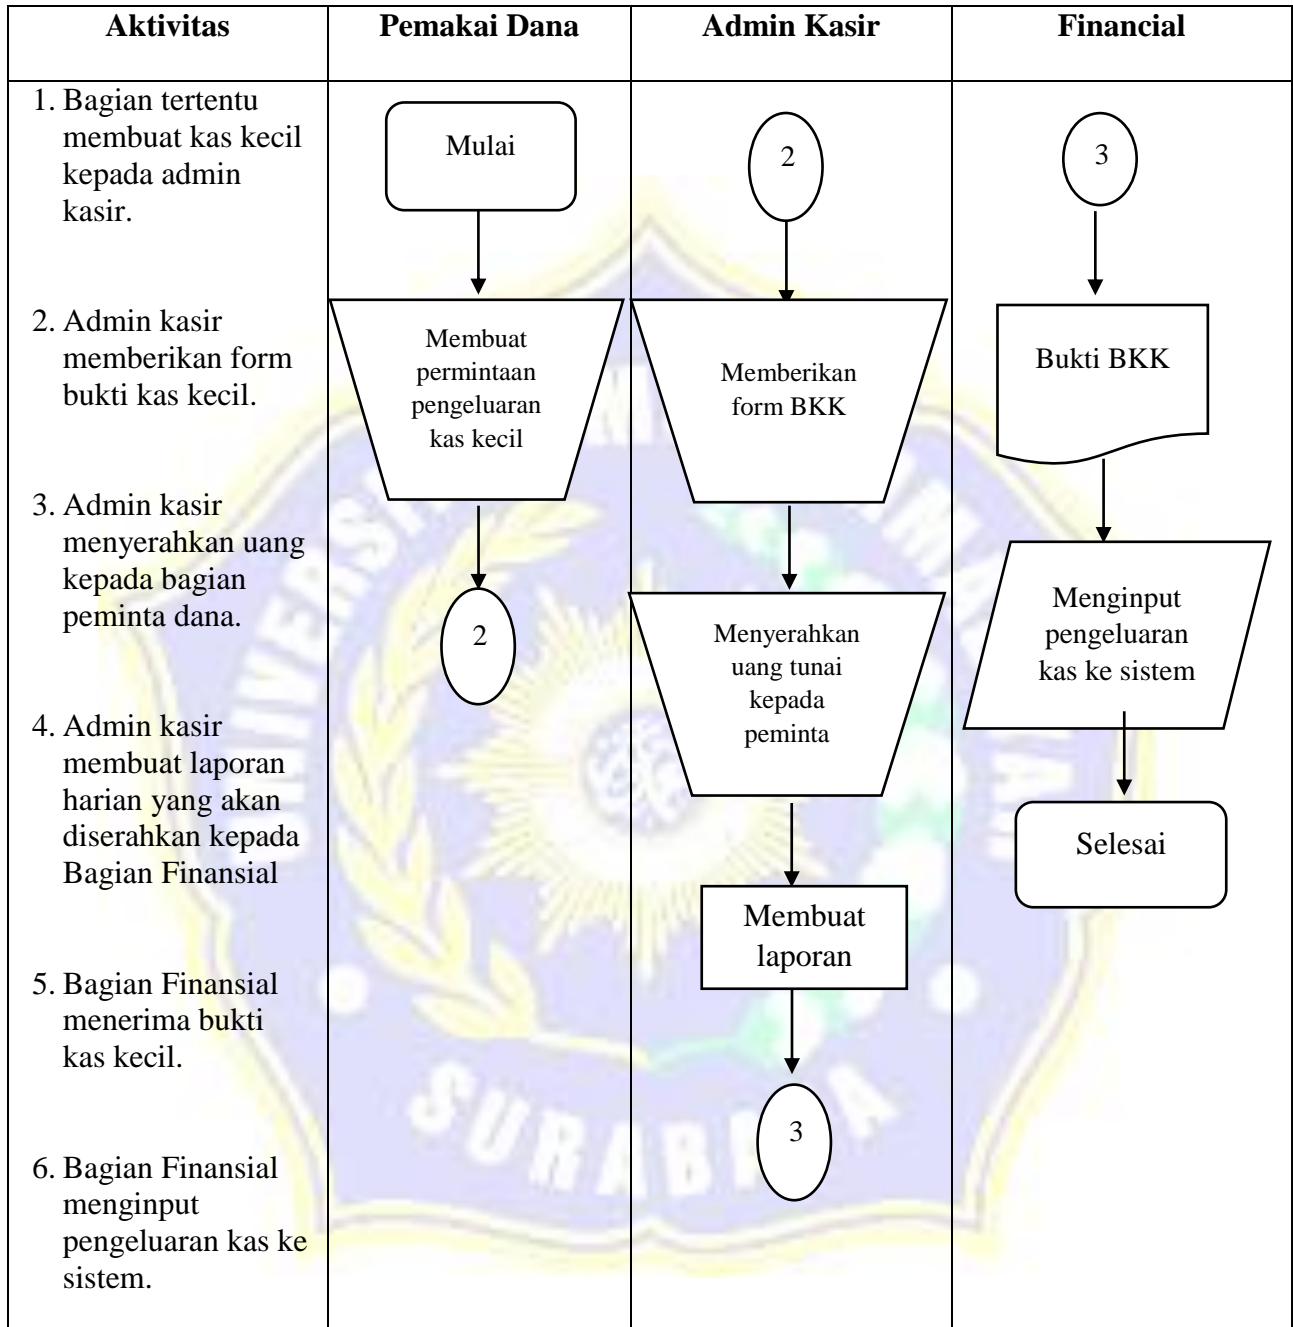 Aktivitas
Pemakai Dana
Admin Kasir
Financial
1. Bagian tertentu
membuat kas kecil
kepada admin
kasir.
2. Admin kasir
memberikan form
bukti kas kecil.
3. Admin kasir
menyerahkan uang
kepada bagian
peminta dana.
4. Admin kasir
membuat laporan
harian yang akan
diserahkan kepada
Bagian Finansial
5. Bagian Finansial
menerima bukti
kas kecil.
6. Bagian Finansial
menginput
pengeluaran kas ke
sistem.
Mulai
Membuat
permintaan
pengeluaran
kas kecil
2
2
Memberikan
form BKK
Menyerahkan
uang tunai
kepada
peminta
Membuat
laporan
3
3
Bukti BKK
Menginput
pengeluaran
kas ke sistem
Selesai
SURABAYA